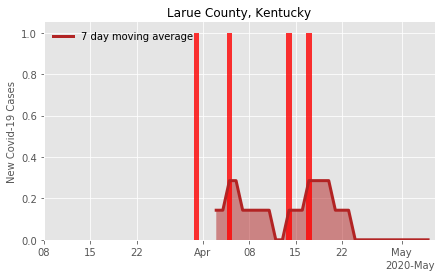 Larue County, Kentucky
7 day moving average
New Covid-19 Cases
1.0
0.8
0.6
0.4
0.2
0.0
08 15 22 Apr 08 15 22 May
2020-May